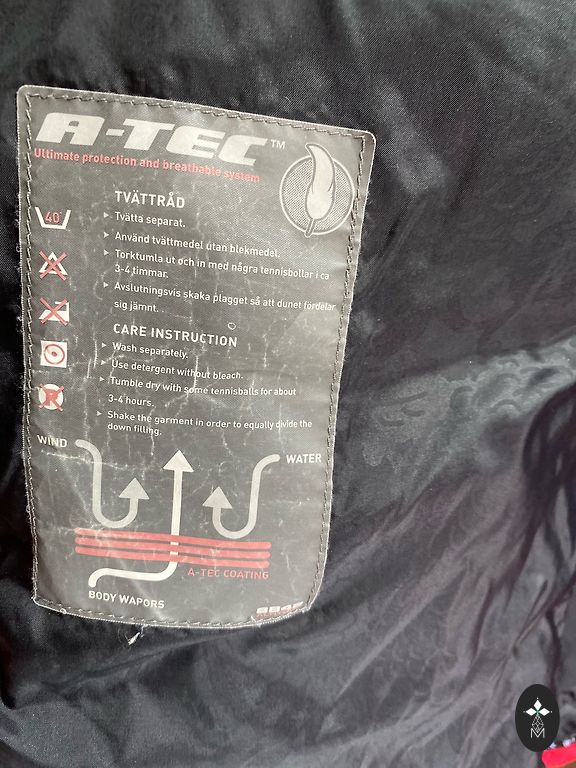 A-TEC™
Ultimate protection and breathable system
TVÄTTRÅD
40°
Tvätta separat.
Använd tvättmedel utan blekmedel.
Torktumla ut och in med några tennisbollar i ca
3-4 timmar.
Avslutningsvis skaka plagget så att dunet fördelar
sig jämnt.
CARE INSTRUCTION
Wash separately.
Use detergent without bleach.
Tumble dry with some tennisballs for about
3-4 hours.
Shake the garment in order to equally divide the
down filling.
WIND
WATER
A-TEC COATING
BODY WAPORS
M